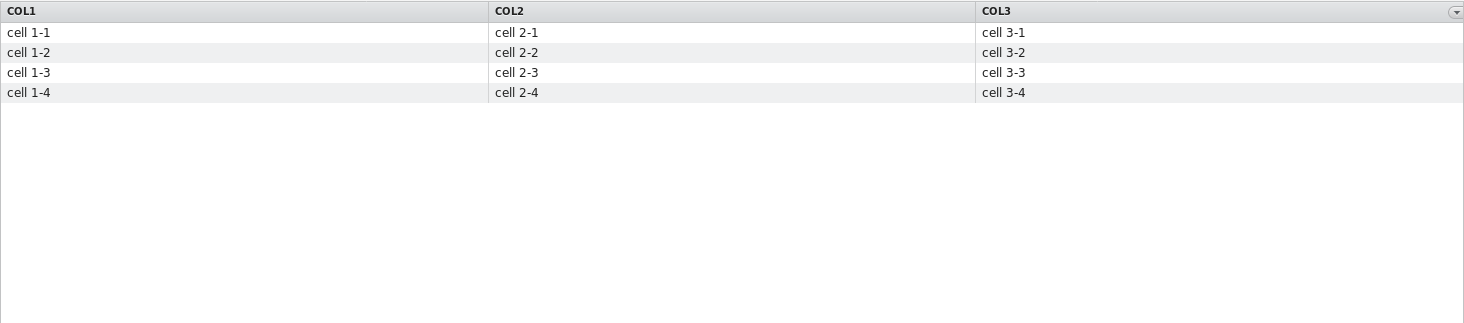 COL1 COL2 COL3
cell 1-1 cell 2-1 cell 3-1
cell 1-2 cell 2-2 cell 3-2
cell 1-3 cell 2-3 cell 3-3
cell 1-4 cell 2-4 cell 3-4